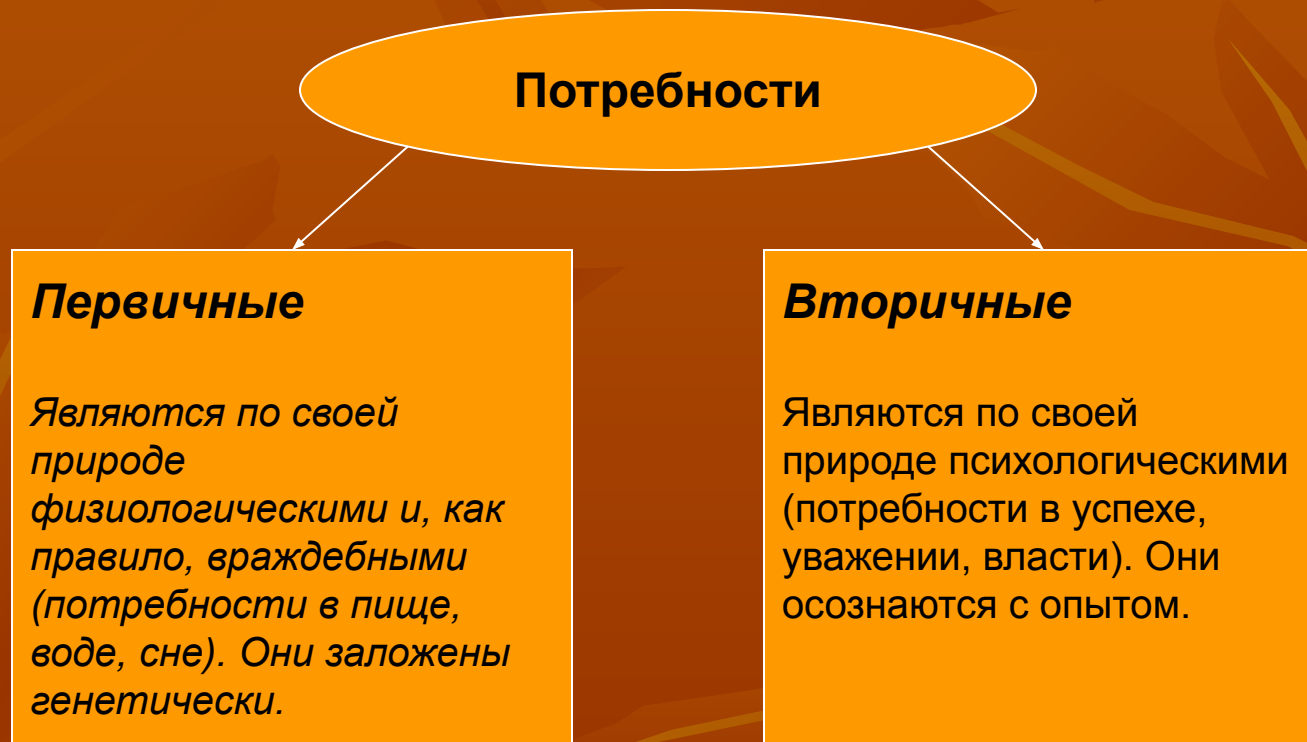 Потребности
Первичные
Являются по своей
природе
физиологическими и, как
правило, враждебными
(потребности в пище,
воде, сне). Они заложены
генетически.
Вторичные
Являются по своей
природе психологическими
(потребности в успехе,
уважении, власти). Они
осознаются с опытом.